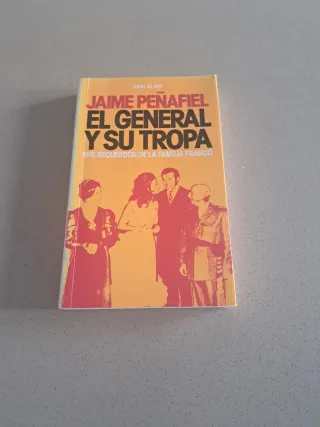 JAIME PEÑAFIEL
EL GENERAL
Y SU TROPA
MIS RECUERDOS DE LA FAMILIA FRANCO